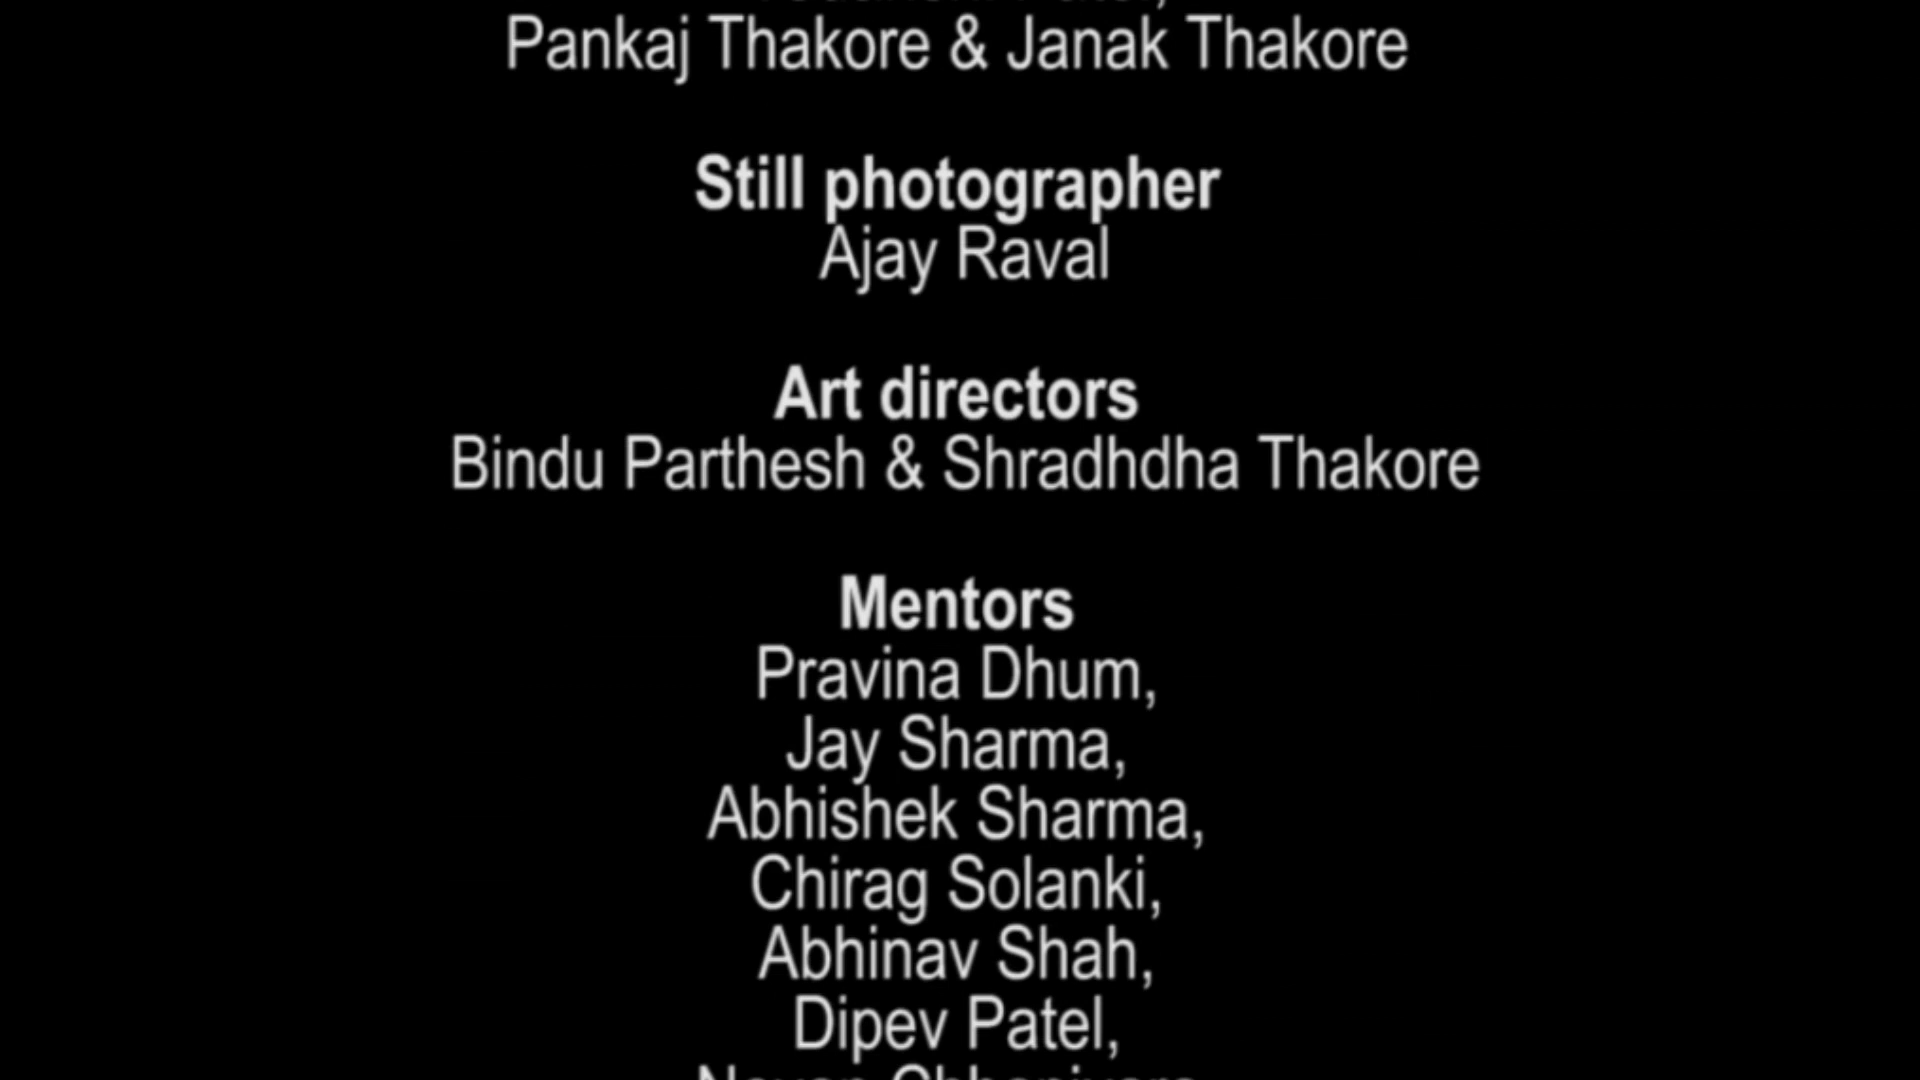 Pankaj Thakore & Janak Thakore
Still photographer
Ajay Raval
Art directors
Bindu Parthesh & Shradhdha Thakore
Mentors
Pravina Dhum,
Jay Sharma,
Abhishek Sharma,
Chirag Solanki,
Abhinav Shah,
Dipev Patel,